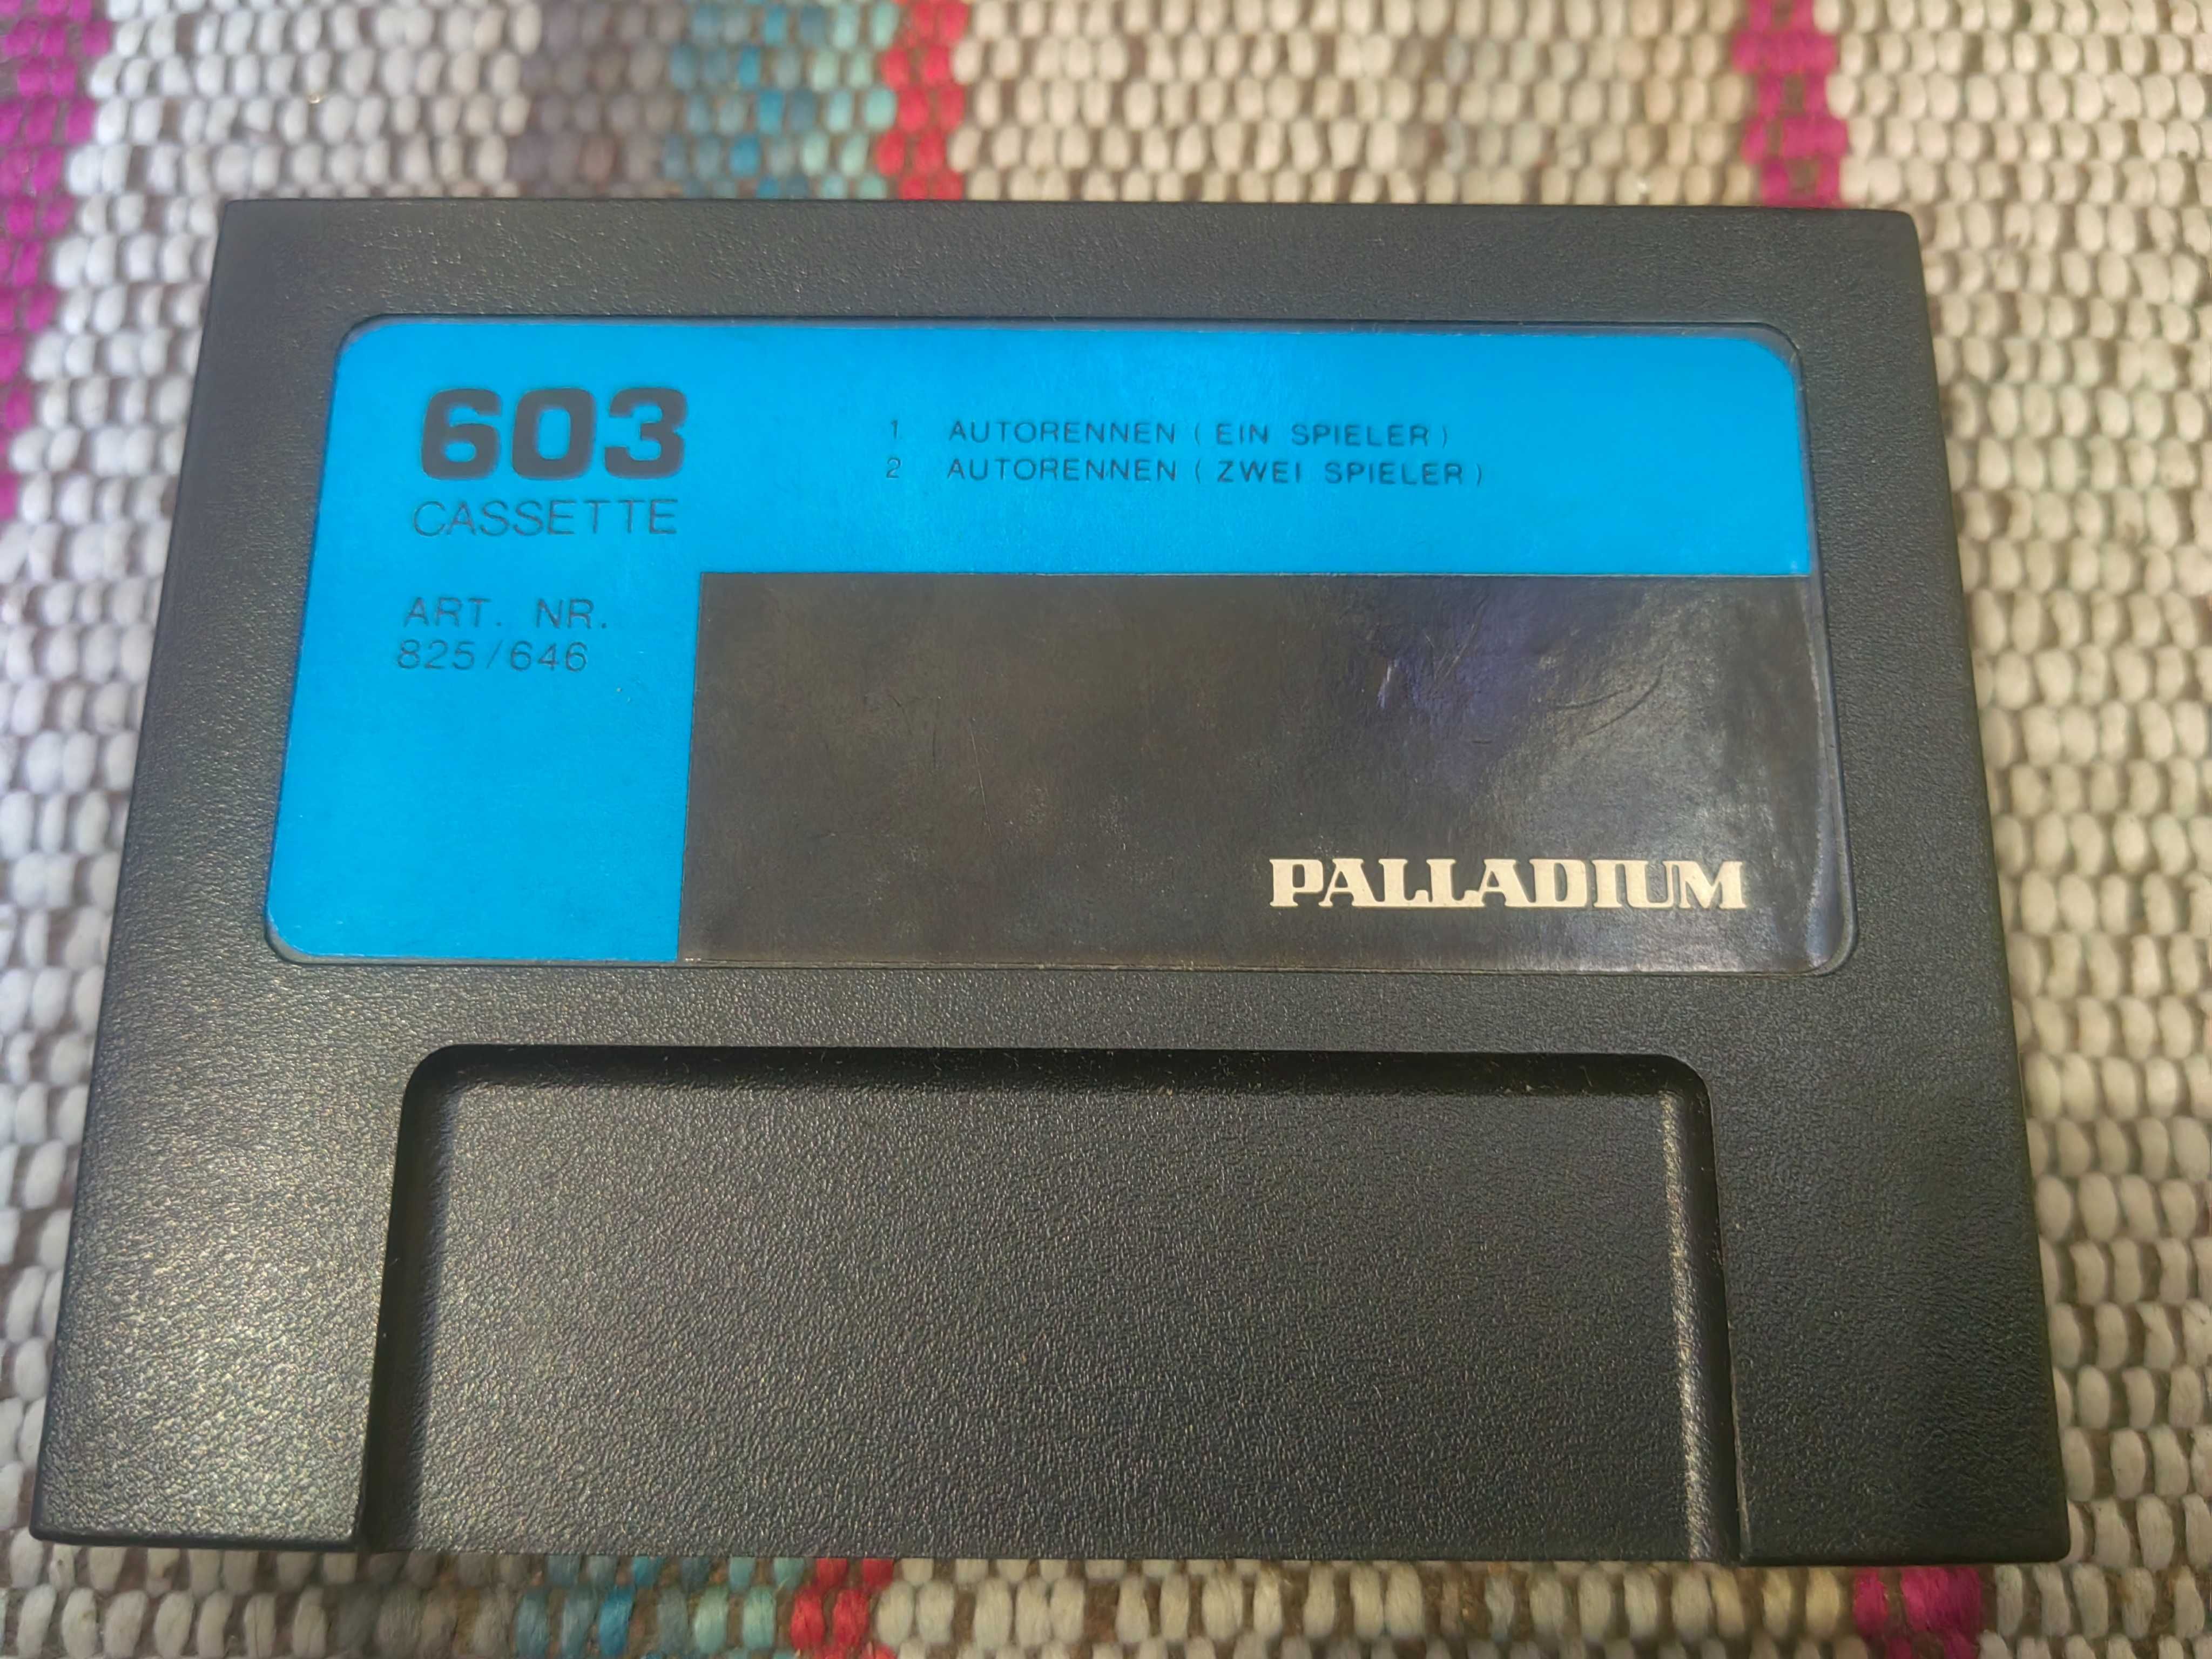 603
CASSETTE
ART. NR.
825/646
1 AUTORENNEN (EIN SPIELER)
2 AUTORENNEN (ZWEI SPIELER)
PALLADIUM